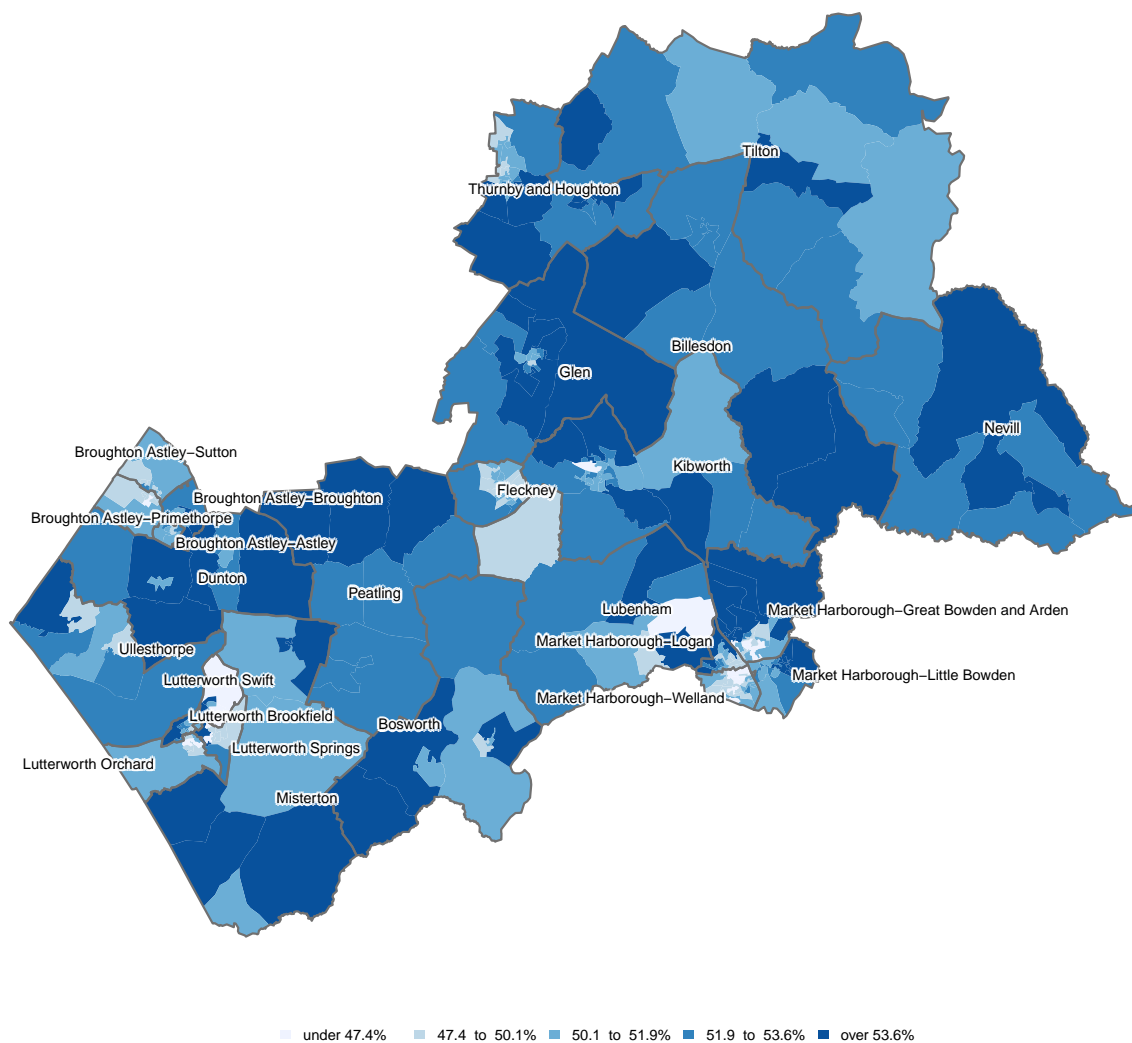 Tilton
Thurnby and Houghton
Billesdon
Glen
Nevill
Broughton Astley–Sutton
Kibworth
Fleckney
Broughton Astley–Broughton
Broughton Astley–Primethorpe
Broughton Astley–Astley
Dunton
Peatling
Lubenham
Market Harborough–Great Bowden and Arden
Market Harborough–Logan
Ullesthorpe
Market Harborough–Little Bowden
Lutterworth Swift
Market Harborough–Welland
Lutterworth Brookfield
Bosworth
Lutterworth Springs
Lutterworth Orchard
Misterton
under 47.4% 47.4 to 50.1% 50.1 to 51.9% 51.9 to 53.6% over 53.6%